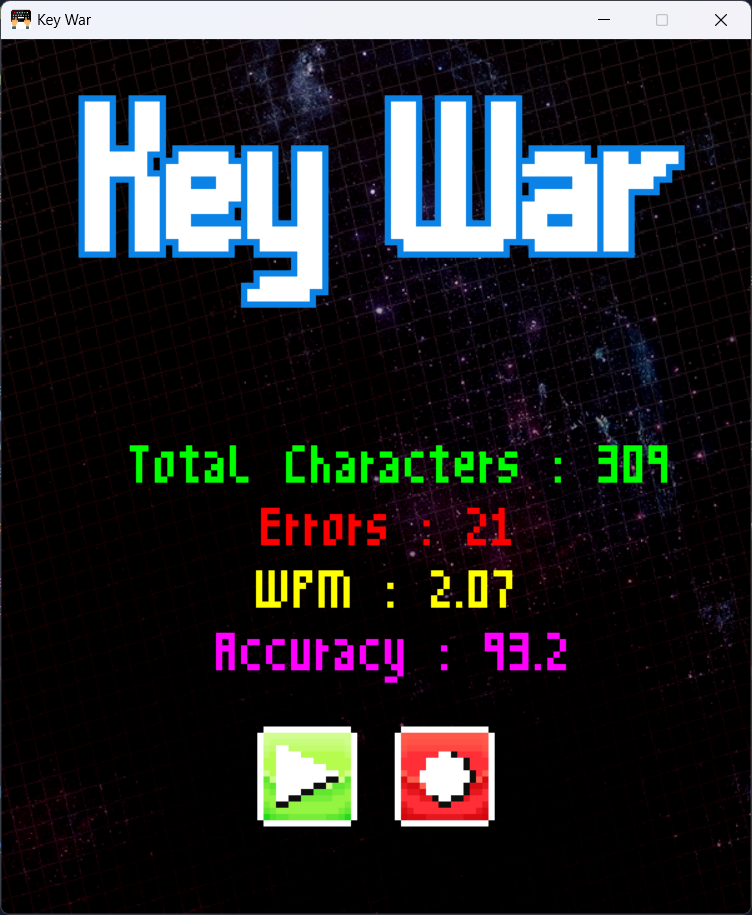 Key War
Key War
Total Characters : 309
Errors : 21
WPM : 2.07
Accuracy : 93.2